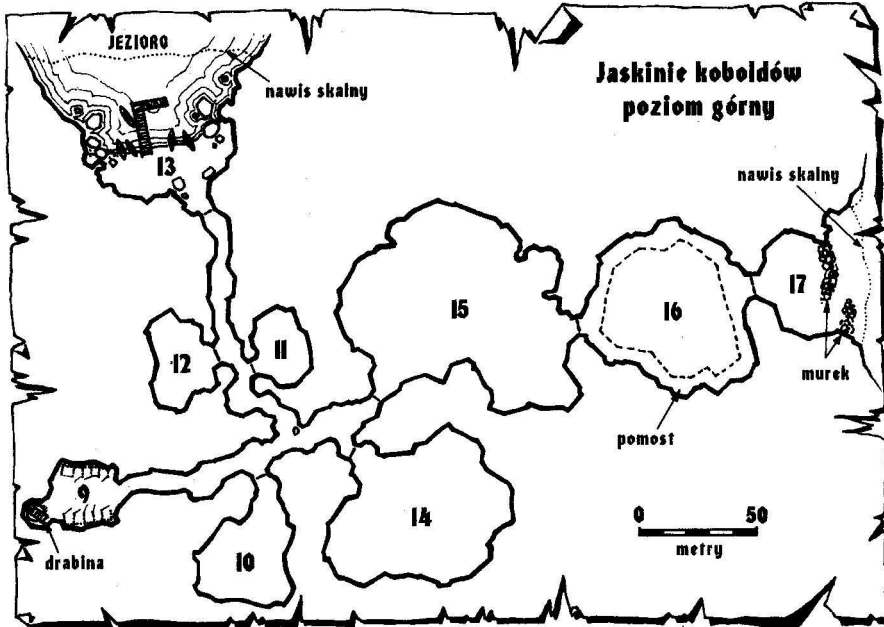 JEZIORO
nawis skalny
Jaskinie koboldów
poziom górny
nawis skalny
13
12
11
15
16
17
murek
pomost
9
drabina
10
14
0 50
metry